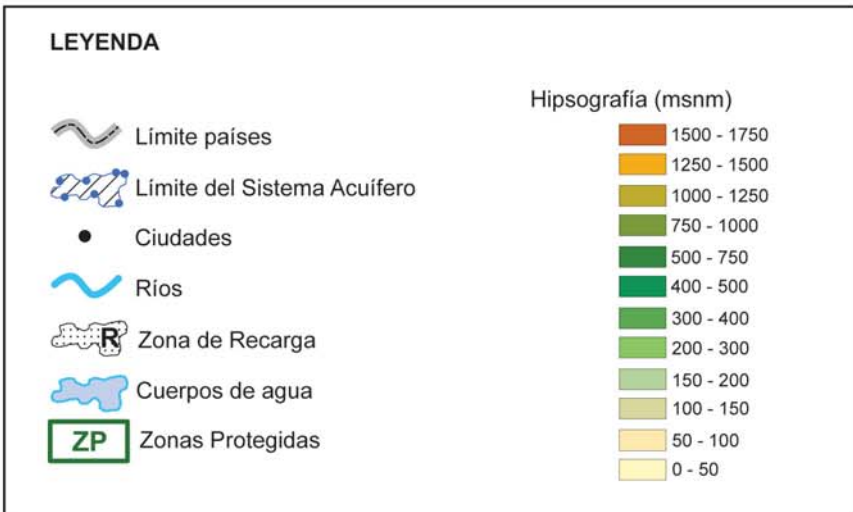 LEYENDA
Límite países
Límite del Sistema Acuífero
Ciudades
Ríos
R Zona de Recarga
Cuerpos de agua
ZP Zonas Protegidas
Hipsografía (msnm)
1500 - 1750
1250 - 1500
1000 - 1250
750 - 1000
500 - 750
400 - 500
300 - 400
200 - 300
150 - 200
100 - 150
50 - 100
0 - 50